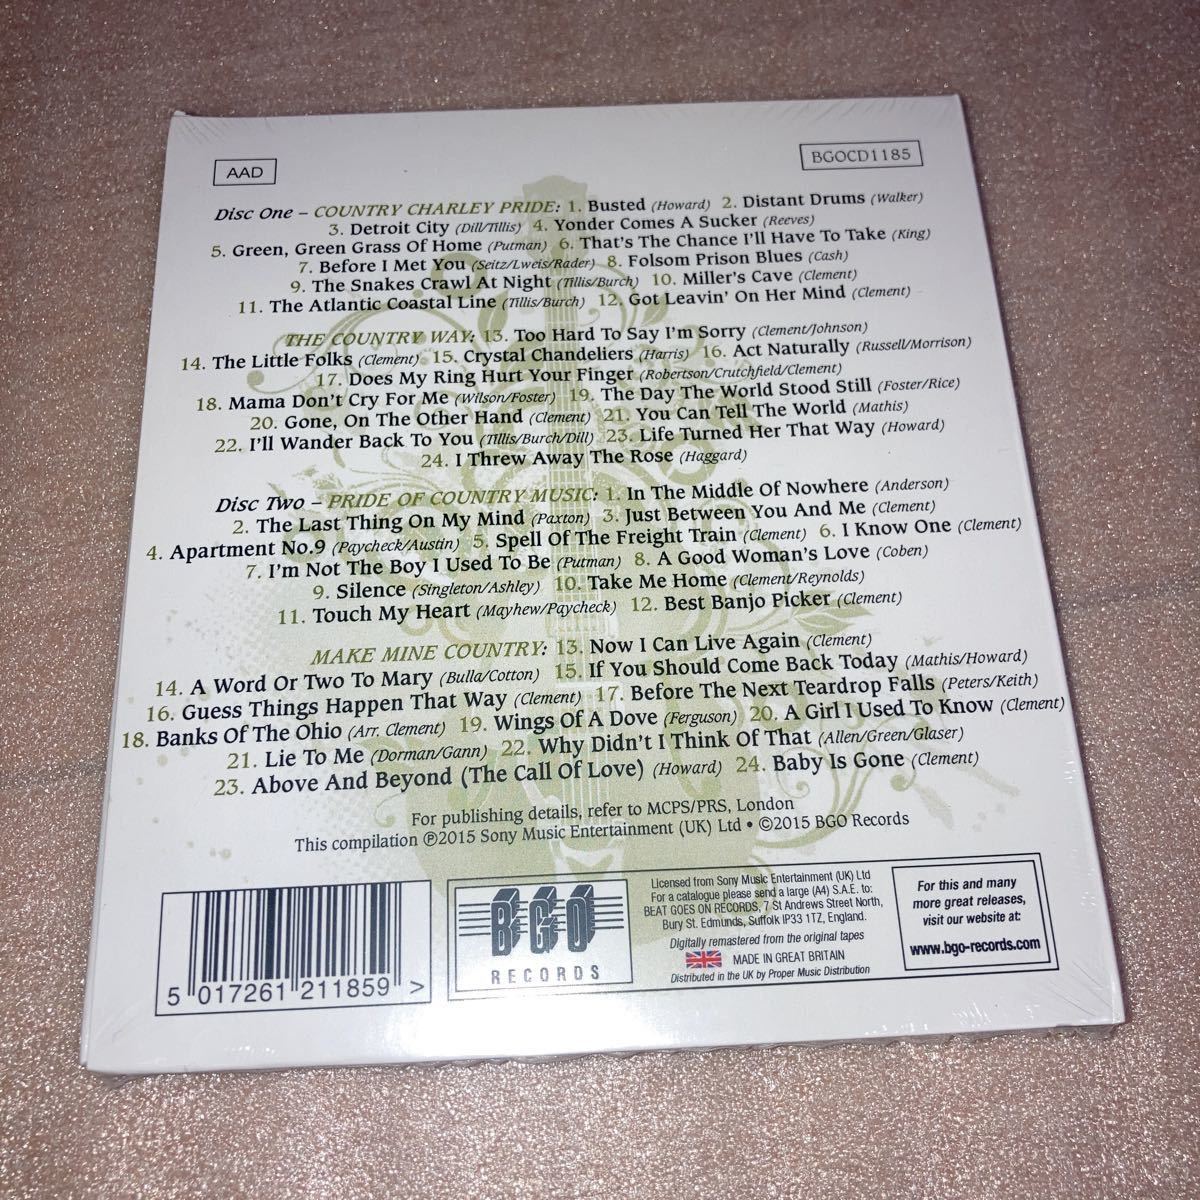 AAD
BGOCD1185
Disc One – COUNTRY CHARLEY PRIDE: 1. Busted (Howard) 2. Distant Drums (Walker)
3. Detroit City (Dill/Tillis) 4. Yonder Comes A Sucker (Reeves)
5. Green, Green Grass Of Home (Putman) 6. That's The Chance I'll Have To Take (King)
7. Before I Met You (Seitz/Lweis/Rader) 8. Folsom Prison Blues (Cash)
9. The Snakes Crawl At Night (Tillis/Burch) 10. Miller's Cave (Clement)
11. The Atlantic Coastal Line (Tillis/Burch) 12. Got Leavin' On Her Mind (Clement)
THE COUNTRY WAY: 13. Too Hard To Say I'm Sorry (Clement/Johnson)
14. The Little Folks (Clement) 15. Crystal Chandeliers (Harris) 16. Act Naturally (Russell/Morrison)
17. Does My Ring Hurt Your Finger (Robertson/Crutchfield/Clement)
18. Mama Don't Cry For Me (Wilson/Foster) 19. The Day The World Stood Still (Foster/Rice)
20. Gone, On The Other Hand (Clement) 21. You Can Tell The World (Mathis)
22. I'll Wander Back To You (Tillis/Burch/Dill) 23. Life Turned Her That Way (Howard)
24. I Threw Away The Rose (Haggard)
Disc Two – PRIDE OF COUNTRY MUSIC: 1. In The Middle Of Nowhere (Anderson)
2. The Last Thing On My Mind (Paxton) 3. Just Between You And Me (Clement)
4. Apartment No.9 (Paycheck/Austin) 5. Spell Of The Freight Train (Clement) 6. I Know One (Clement)
7. I'm Not The Boy I Used To Be (Putman) 8. A Good Woman's Love (Coben)
9. Silence (Singleton/Ashley) 10. Take Me Home (Clement/Reynolds)
11. Touch My Heart (Mayhew/Paycheck) 12. Best Banjo Picker (Clement)
MAKE MINE COUNTRY: 13. Now I Can Live Again (Clement)
14. A Word Or Two To Mary (Bulla/Cotton) 15. If You Should Come Back Today (Mathis/Howard)
16. Guess Things Happen That Way (Clement) 17. Before The Next Teardrop Falls (Peters/Keith)
18. Banks Of The Ohio (Arr. Clement) 19. Wings Of A Dove (Ferguson) 20. A Girl I Used To Know (Clement)
21. Lie To Me (Dorman/Gann) 22. Why Didn't I Think Of That (Allen/Green/Glaser)
23. Above And Beyond (The Call Of Love) (Howard) 24. Baby Is Gone (Clement)
For publishing details, refer to MCPS/PRS, London
This compilation ℗2015 Sony Music Entertainment (UK) Ltd • ©2015 BGO Records
5 017261 211859 >
BGO
RECORDS
Licensed from Sony Music Entertainment (UK) Ltd
For a catalogue please send a large (A4) S.A.E. to:
BEAT GOES ON RECORDS, 7 St Andrews Street North,
Bury St. Edmunds, Suffolk IP33 1TZ, England.
Digitally remastered from the original tapes
MADE IN GREAT BRITAIN
Distributed in the UK by Proper Music Distribution
For this and many
more great releases,
visit our website at:
www.bgo-records.com